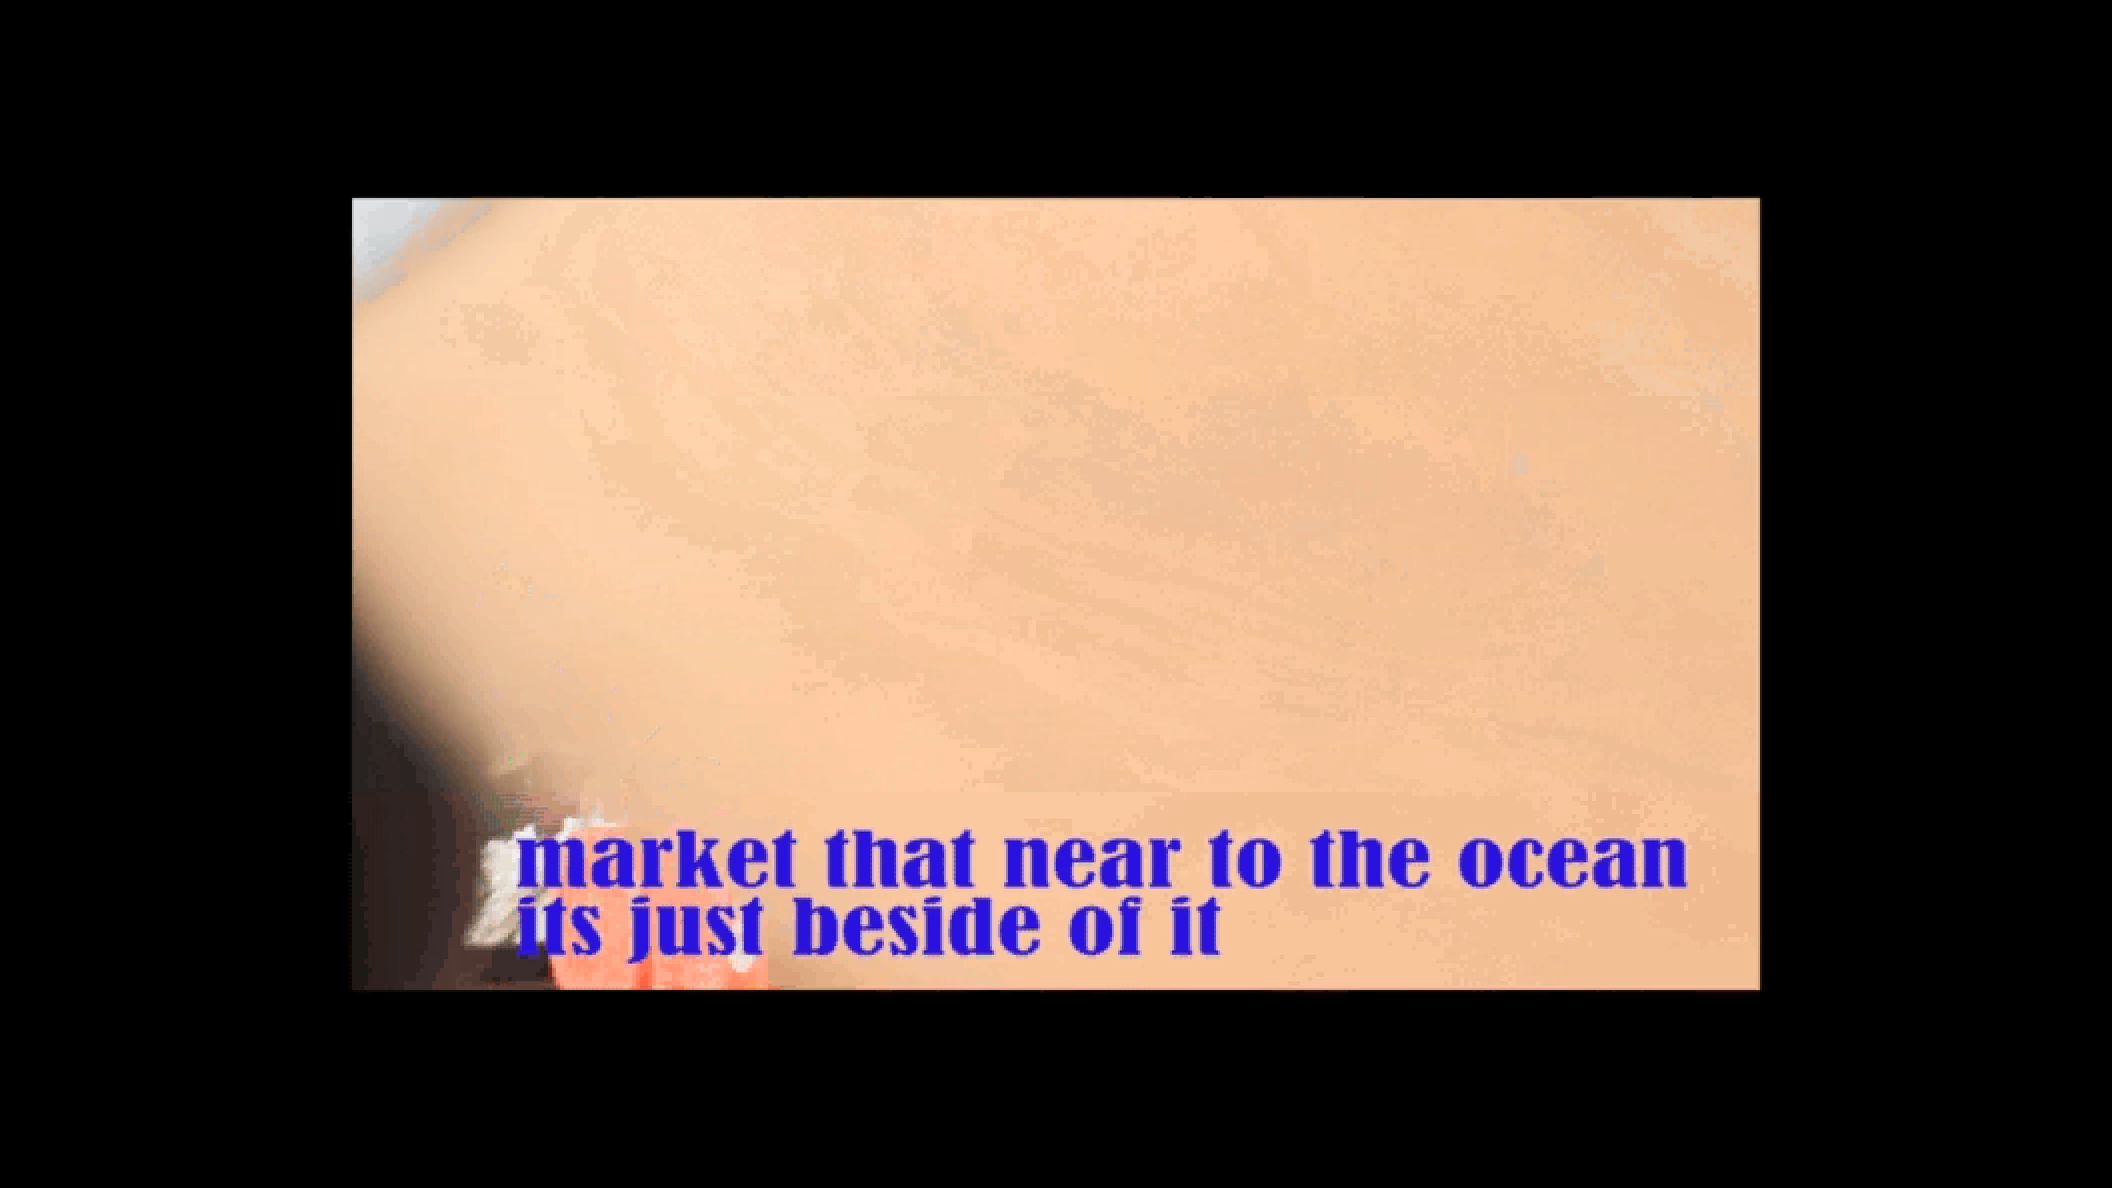 market that near to the ocean
its just beside of it